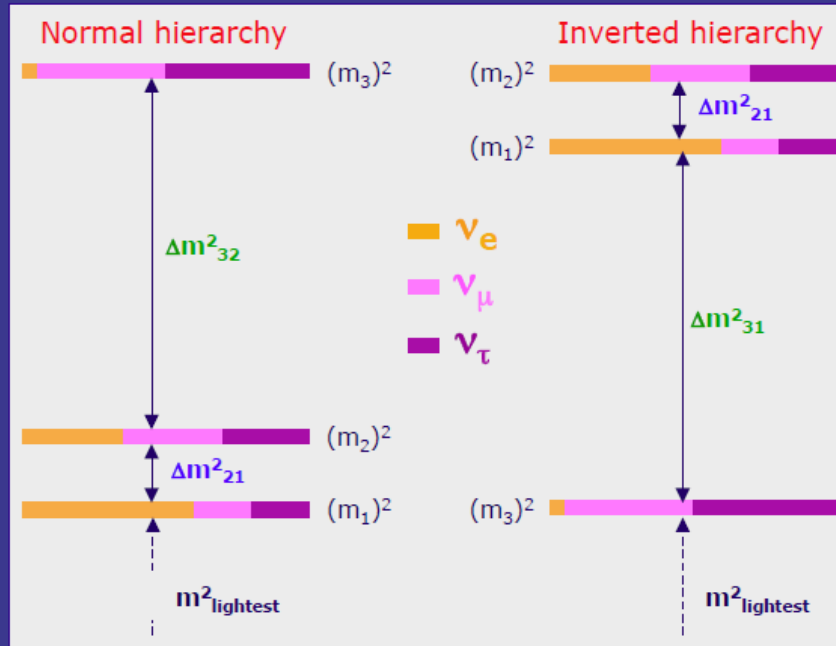 Normal hierarchy
(m₃)²
Δm²₃₂
(m₂)²
Δm²₂₁
(m₁)²
m²lightest
νe
νμ
ντ
Inverted hierarchy
(m₂)²
Δm²₂₁
(m₁)²
Δm²₃₁
(m₃)²
m²lightest